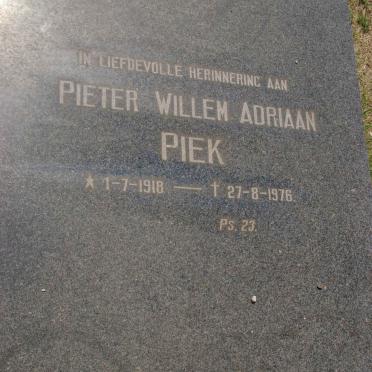 IN LIEFDEVOLLE HERINNERING AAN
PIETER WILLEM ADRIAAN
PIEK
★ 1-7-1918 — † 27-8-1976.
Ps. 23.